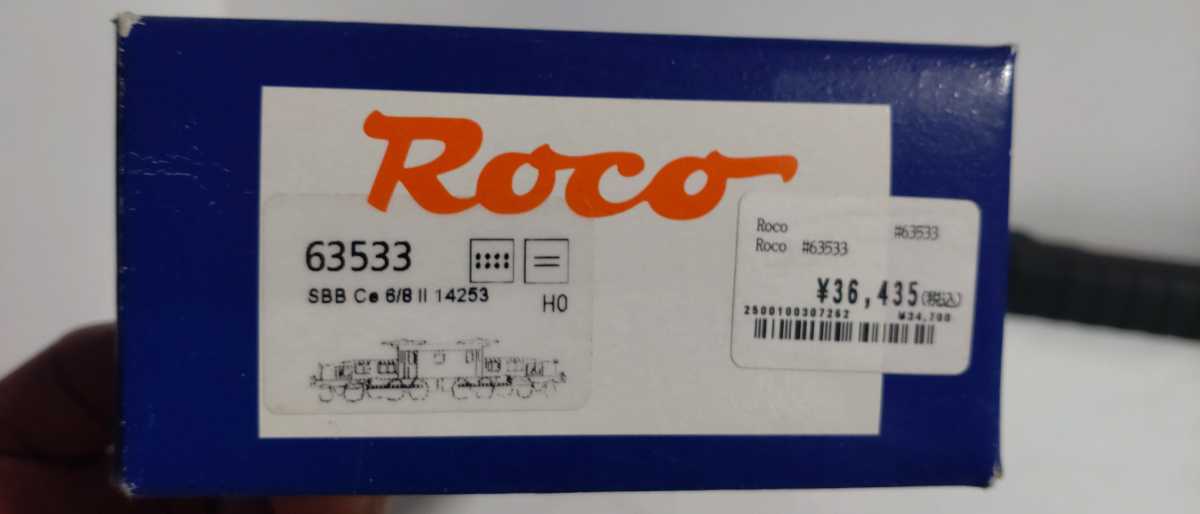 Roco
63533
SBB Ce 6/8 II 14253
H0
Roco #63533
Roco #63533
¥36,435(税込)
2500100307262 ¥34,700